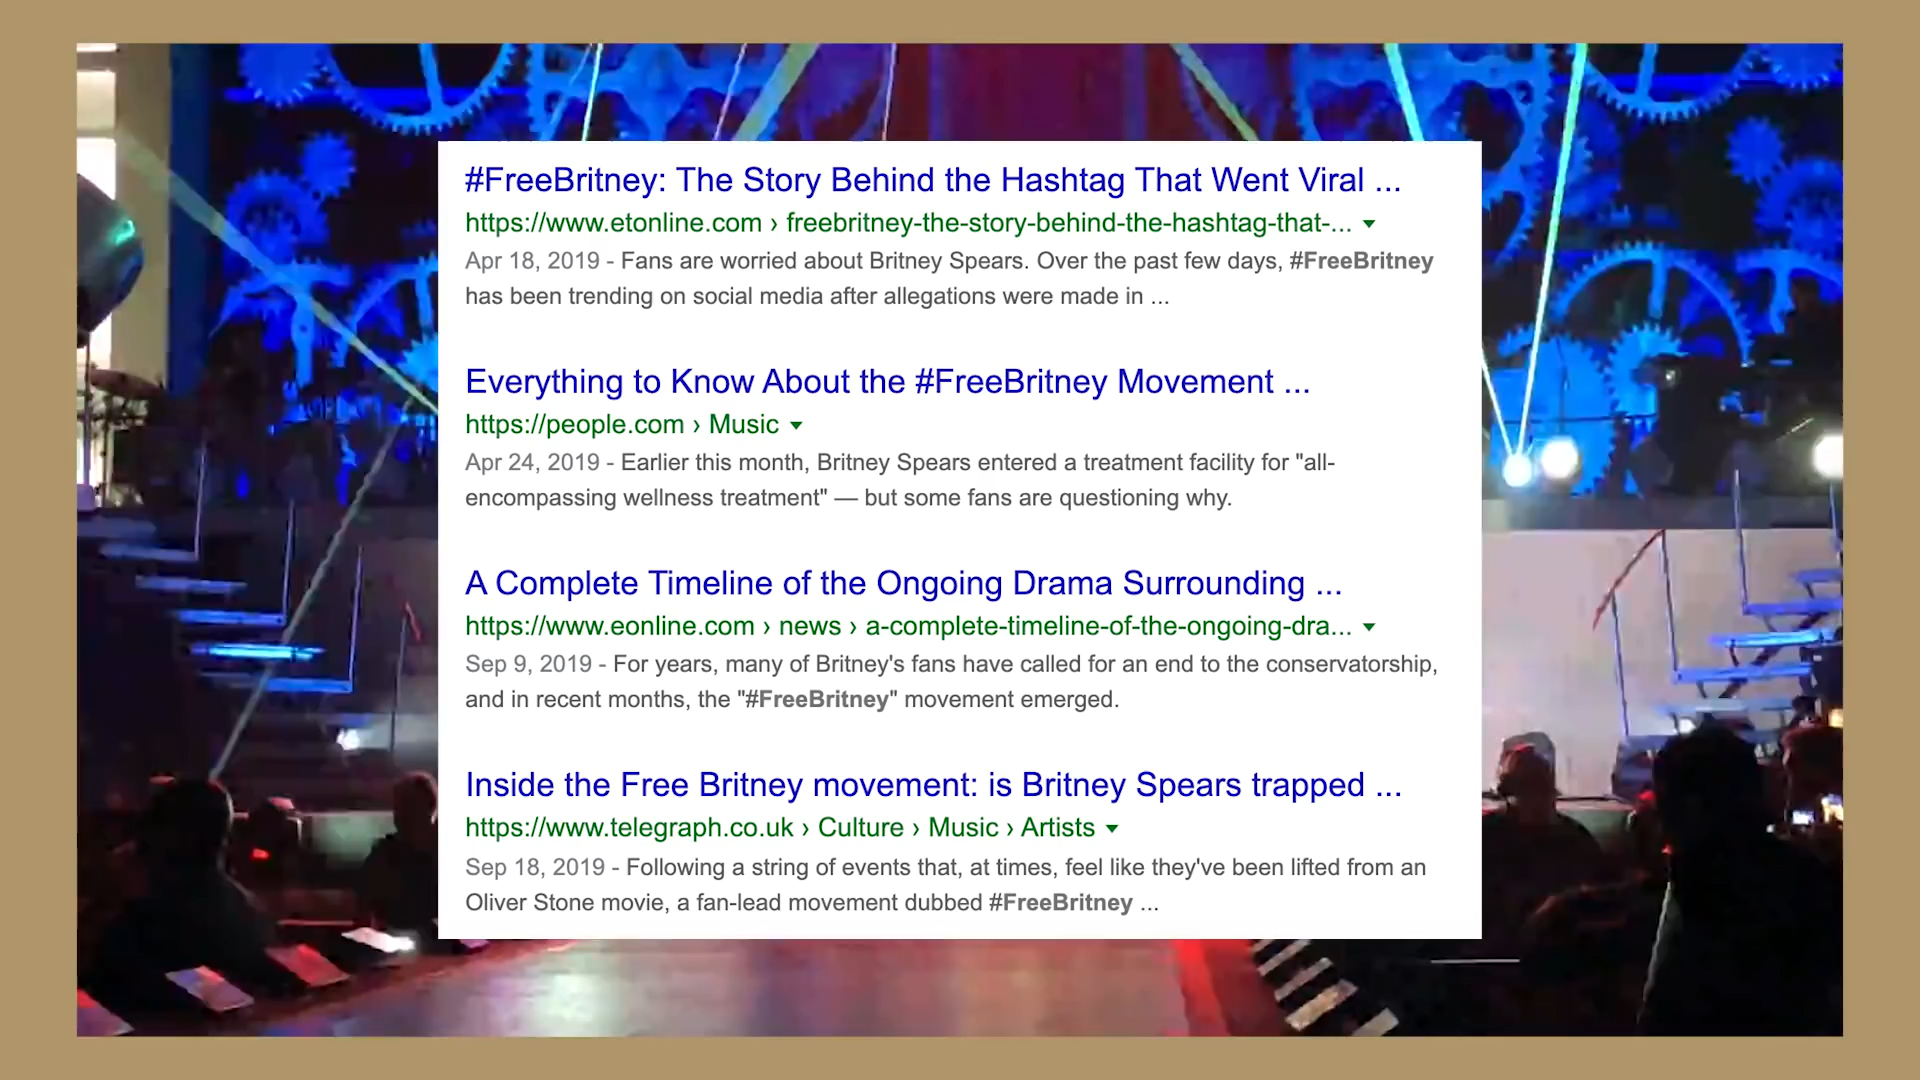 #FreeBritney: The Story Behind the Hashtag That Went Viral ...
https://www.etonline.com › freebritney-the-story-behind-the-hashtag-that-...
Apr 18, 2019 - Fans are worried about Britney Spears. Over the past few days, #FreeBritney
has been trending on social media after allegations were made in ...
Everything to Know About the #FreeBritney Movement ...
https://people.com › Music
Apr 24, 2019 - Earlier this month, Britney Spears entered a treatment facility for "all-
encompassing wellness treatment" — but some fans are questioning why.
A Complete Timeline of the Ongoing Drama Surrounding ...
https://www.eonline.com › news › a-complete-timeline-of-the-ongoing-dra...
Sep 9, 2019 - For years, many of Britney's fans have called for an end to the conservatorship,
and in recent months, the "#FreeBritney" movement emerged.
Inside the Free Britney movement: is Britney Spears trapped ...
https://www.telegraph.co.uk › Culture › Music › Artists
Sep 18, 2019 - Following a string of events that, at times, feel like they've been lifted from an
Oliver Stone movie, a fan-lead movement dubbed #FreeBritney ...